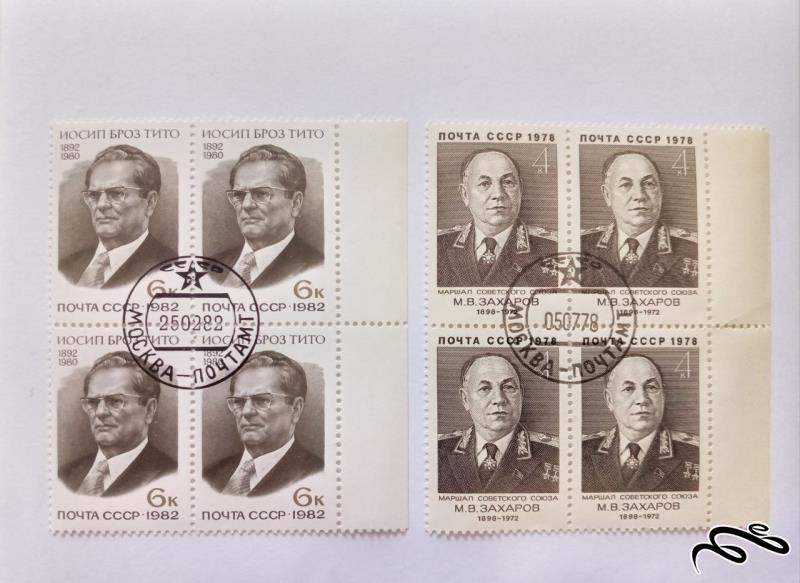 ИОСИП БРОЗ ТИТО
1892
1980
6к
ПОЧТА СССР·1982
ИОСИП БРОЗ ТИТО
1892
1980
6к
ПОЧТА СССР·1982
ИОСИП БРОЗ ТИТО
1892
1980
6к
ПОЧТА СССР·1982
ИОСИП БРОЗ ТИТО
1892
1980
6к
ПОЧТА СССР·1982
СССР
250282
МОСКВА–ПОЧТАМТ
ПОЧТА СССР 1978
4к
МАРШАЛ СОВЕТСКОГО СОЮЗА
М.В.ЗАХАРОВ
1898–1972
ПОЧТА СССР 1978
4к
МАРШАЛ СОВЕТСКОГО СОЮЗА
М.В.ЗАХАРОВ
1898–1972
ПОЧТА СССР 1978
4к
МАРШАЛ СОВЕТСКОГО СОЮЗА
М.В.ЗАХАРОВ
1898–1972
ПОЧТА СССР 1978
4к
МАРШАЛ СОВЕТСКОГО СОЮЗА
М.В.ЗАХАРОВ
1898–1972
СССР
050778
МОСКВА–ПОЧТАМТ